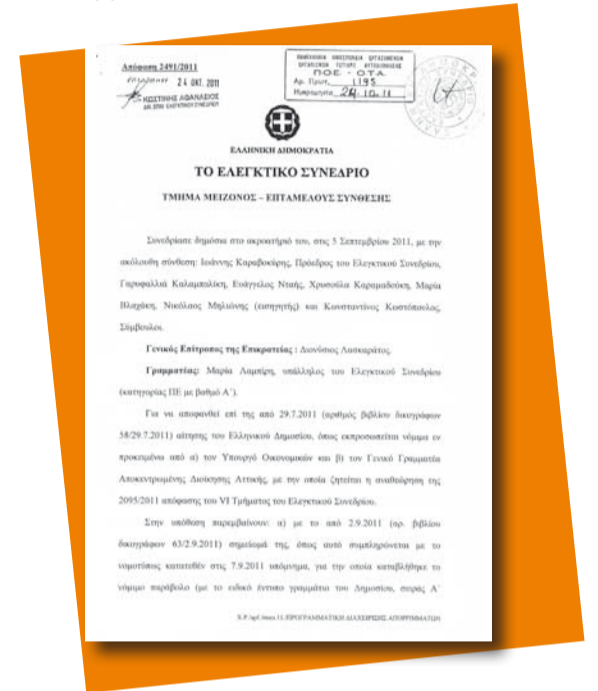 Απόφαση 2491/2011
24 ΟΚΤ. 2011
ΚΩΣΤΙΝΗΣ ΑΘΑΝΑΣΙΟΣ
ΠΟΕ - ΟΤΑ
Αρ. Πρωτ. 1195
Ημερομηνία 24.10.11
ΕΛΛΗΝΙΚΗ ΔΗΜΟΚΡΑΤΙΑ
ΤΟ ΕΛΕΓΚΤΙΚΟ ΣΥΝΕΔΡΙΟ
ΤΜΗΜΑ ΜΕΙΖΟΝΟΣ – ΕΠΤΑΜΕΛΟΥΣ ΣΥΝΘΕΣΗΣ
Συνεδρίασε δημόσια στο ακροατήριό του, στις 5 Σεπτεμβρίου 2011, με την
ακόλουθη σύνθεση: Ιωάννης Καραβοκύρης, Πρόεδρος του Ελεγκτικού Συνεδρίου,
Γαρυφαλλιά Καλαμπαλίκη, Ευάγγελος Νταής, Χρυσούλα Καραμαδούκη, Μαρία
Βλαχάκη, Νικόλαος Μηλιώνης (εισηγητής) και Κωνσταντίνος Κωστόπουλος,
Σύμβουλοι.
Γενικός Επίτροπος της Επικρατείας : Διονύσιος Λασκαράτος.
Γραμματέας: Μαρία Λαμπίρη, υπάλληλος του Ελεγκτικού Συνεδρίου
(κατηγορίας ΠΕ με βαθμό Α΄).
Για να αποφανθεί επί της από 29.7.2011 (αριθμός βιβλίου δικογράφων
58/29.7.2011) αίτησης του Ελληνικού Δημοσίου, όπως εκπροσωπείται νόμιμα εν
προκειμένω από α) τον Υπουργό Οικονομικών και β) τον Γενικό Γραμματέα
Αποκεντρωμένης Διοίκησης Αττικής, με την οποία ζητείται η αναθεώρηση της
2095/2011 απόφασης του VI Τμήματος του Ελεγκτικού Συνεδρίου.
Στην υπόθεση παρεμβαίνουν: α) με το από 2.9.2011 (αρ. βιβλίου
δικογράφων 63/2.9.2011) σημείωμά της, όπως αυτό συμπληρώνεται με το
νομοτύπως κατατεθέν στις 7.9.2011 υπόμνημα, για την οποία καταβλήθηκε το
νόμιμο παράβολο (με το ειδικό έντυπο γραμμάτιο του Δημοσίου, σειράς Α΄